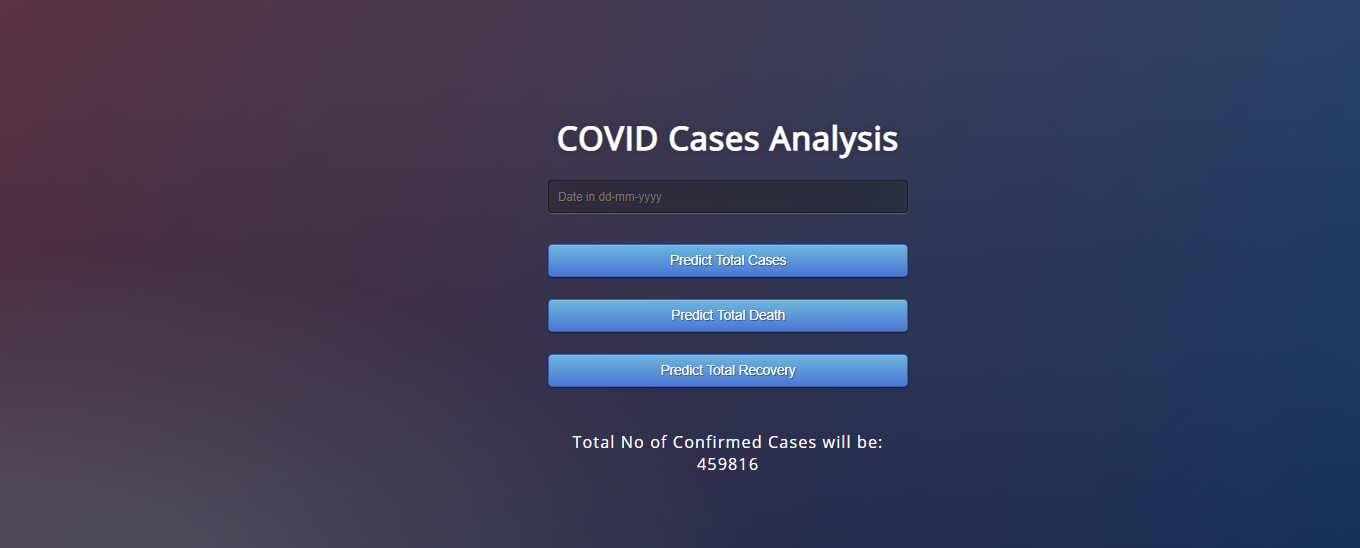 COVID Cases Analysis
Date in dd-mm-yyyy
Predict Total Cases
Predict Total Death
Predict Total Recovery
Total No of Confirmed Cases will be:
459816